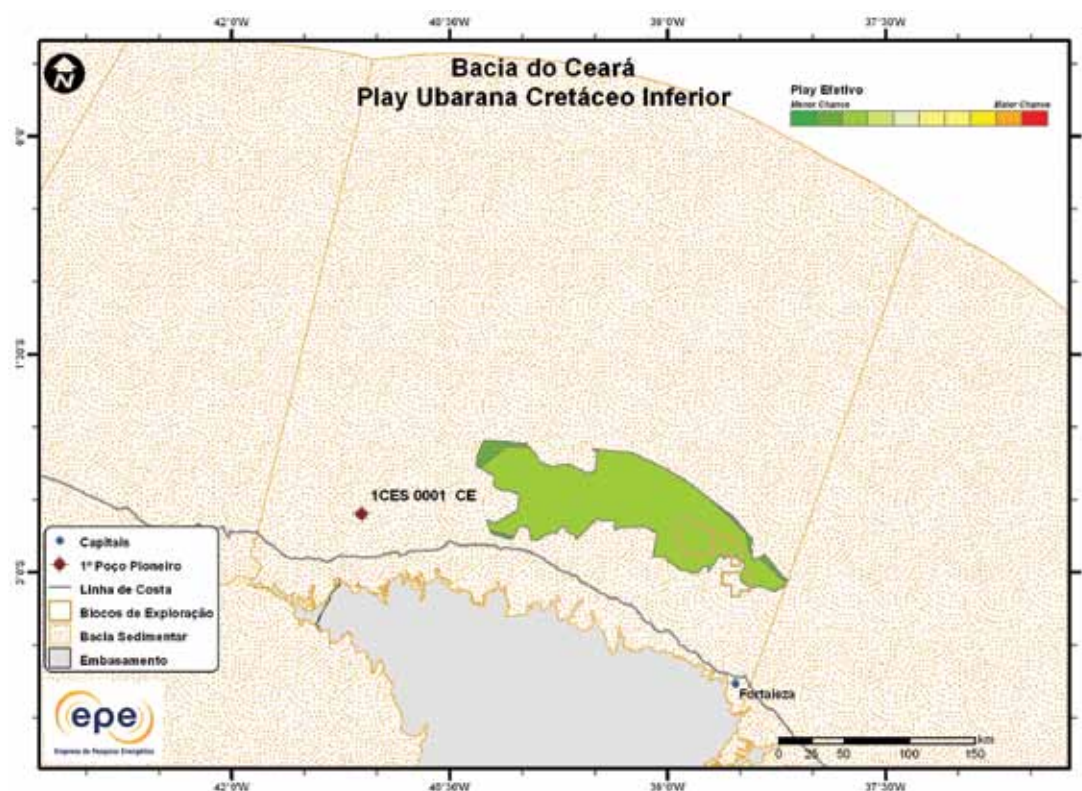 42°0'W 40°30'W 37°30'W
Bacia do Ceará
Play Ubarana Cretáceo Inferior
Play Efetivo
Menor Chance Maior Chance
N
0°0'
1°30'S
3°0'S
1CES 0001 CE
Capitais
1º Poço Pioneiro
Linha de Costa
Blocos de Exploração
Bacia Sedimentar
Embasamento
epe
Empresa de Pesquisa Energética
Fortaleza
km
0 25 50 100 150
42°0'W 40°30'W 37°30'W